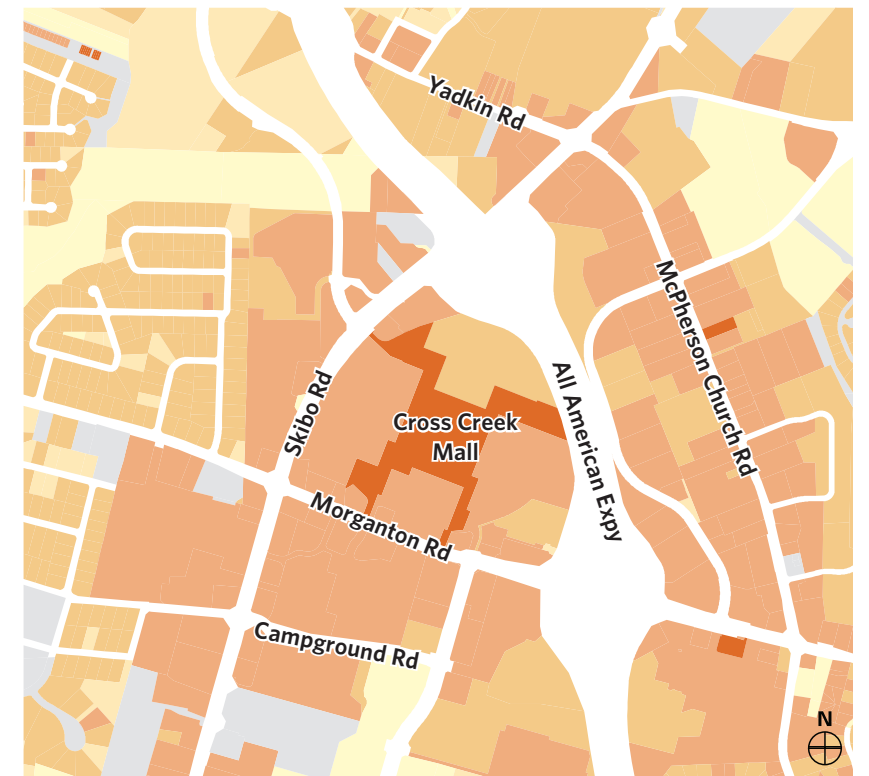 Yadkin Rd
McPherson Church Rd
All American Expy
Skibo Rd
Cross Creek
Mall
Morganton Rd
Campground Rd
N